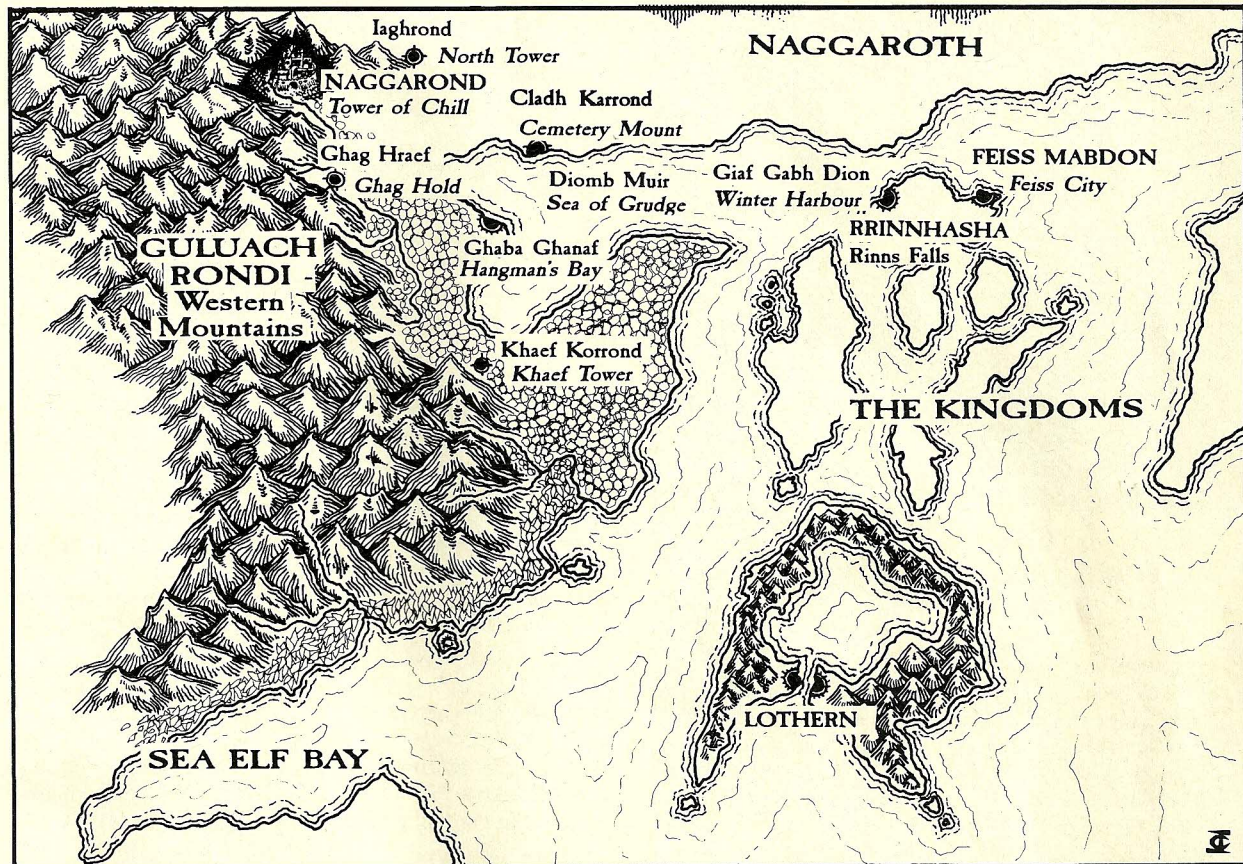 Iaghrond
North Tower
NAGGAROTH
NAGGAROND
Tower of Chill
Cladh Karrond
Cemetery Mount
Ghag Hraef
Ghag Hold
Diomb Muir
Sea of Grudge
Giaf Gabh Dion
Winter Harbour
FEISS MABDON
Feiss City
RRINNHASHA
Rinns Falls
GULUACH
RONDI -
Western
Mountains
Ghaba Ghanaf
Hangman's Bay
Khaef Korrond
Khaef Tower
THE KINGDOMS
LOTHERN
SEA ELF BAY